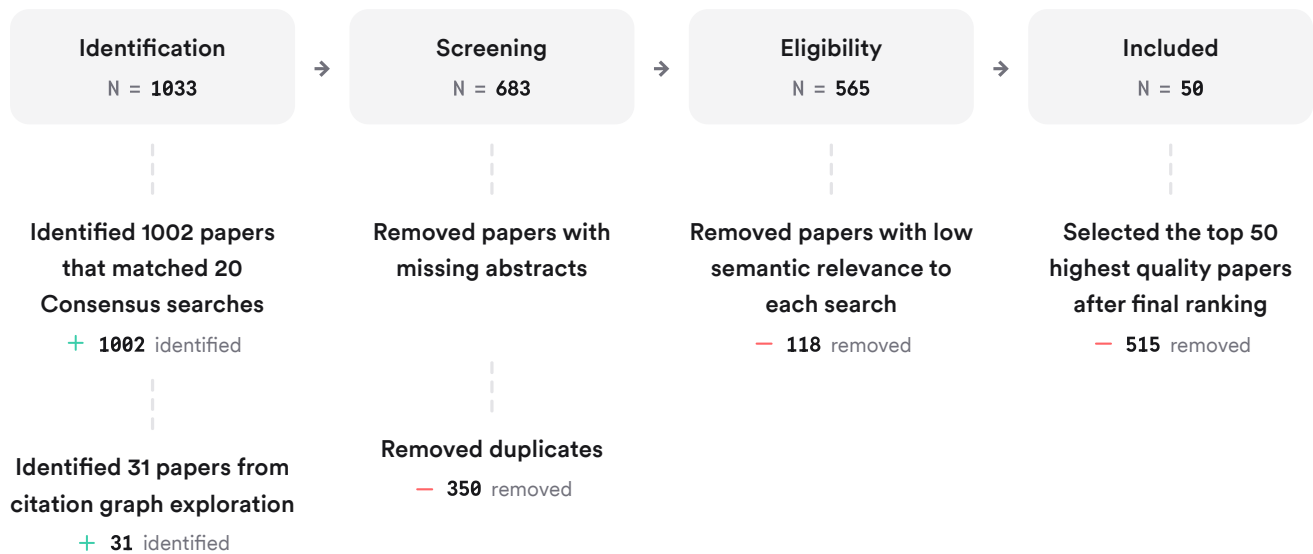 Identification
N = 1033
Identified 1002 papers
that matched 20
Consensus searches
+ 1002 identified
Identified 31 papers from
citation graph exploration
+ 31 identified
Screening
N = 683
Removed papers with
missing abstracts
Removed duplicates
— 350 removed
Eligibility
N = 565
Removed papers with low
semantic relevance to
each search
— 118 removed
Included
N = 50
Selected the top 50
highest quality papers
after final ranking
— 515 removed